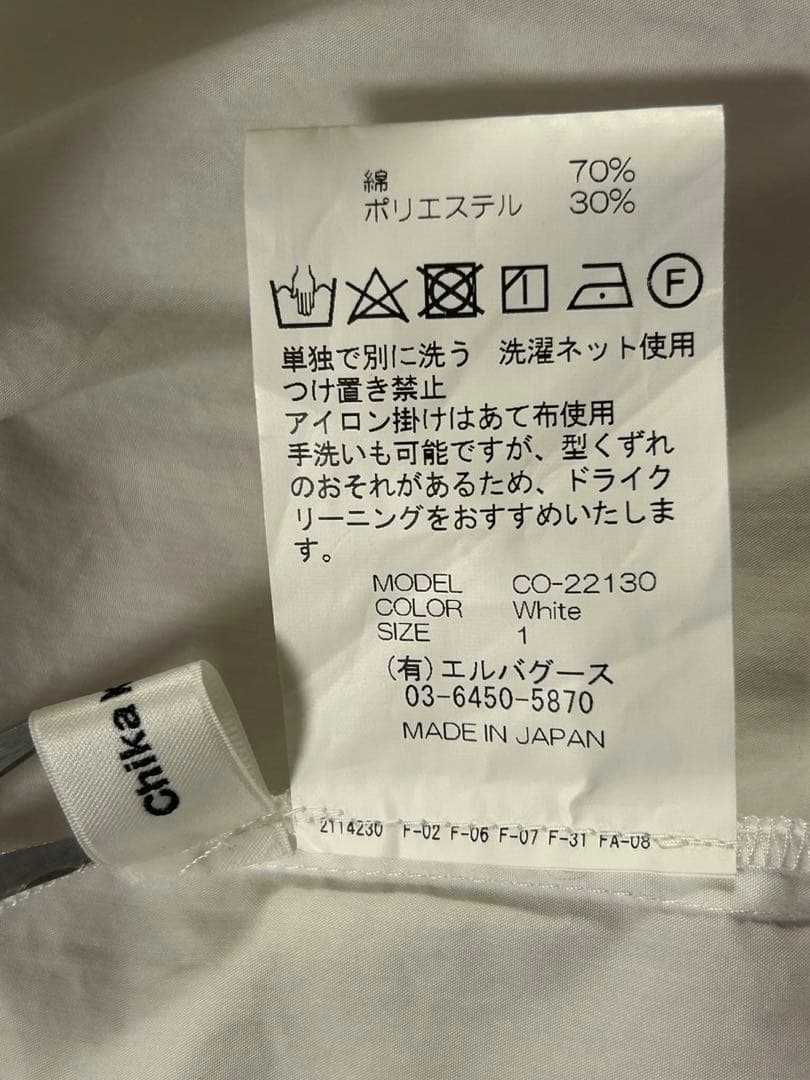 綿 70%
ポリエステル 30%
F
単独で別に洗う 洗濯ネット使用
つけ置き禁止
アイロン掛けはあて布使用
手洗いも可能ですが、型くずれ
のおそれがあるため、ドライク
リーニングをおすすめいたしま
す。
MODEL CO-22130
COLOR White
SIZE 1
(有)エルバグース
03-6450-5870
MADE IN JAPAN
2114230 F-02 F-06 F-07 F-31 FA-08
Chika